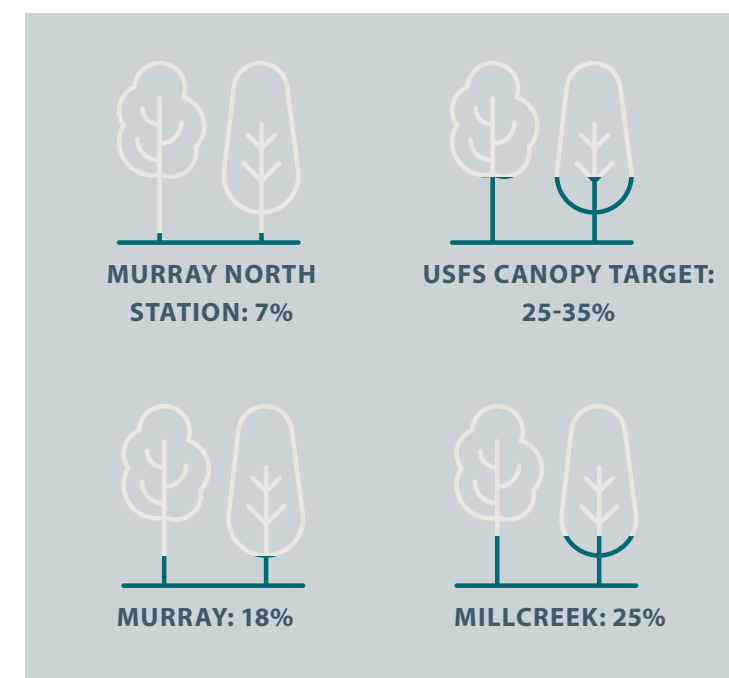 MURRAY NORTH
STATION: 7%
USFS CANOPY TARGET:
25-35%
MURRAY: 18%
MILLCREEK: 25%